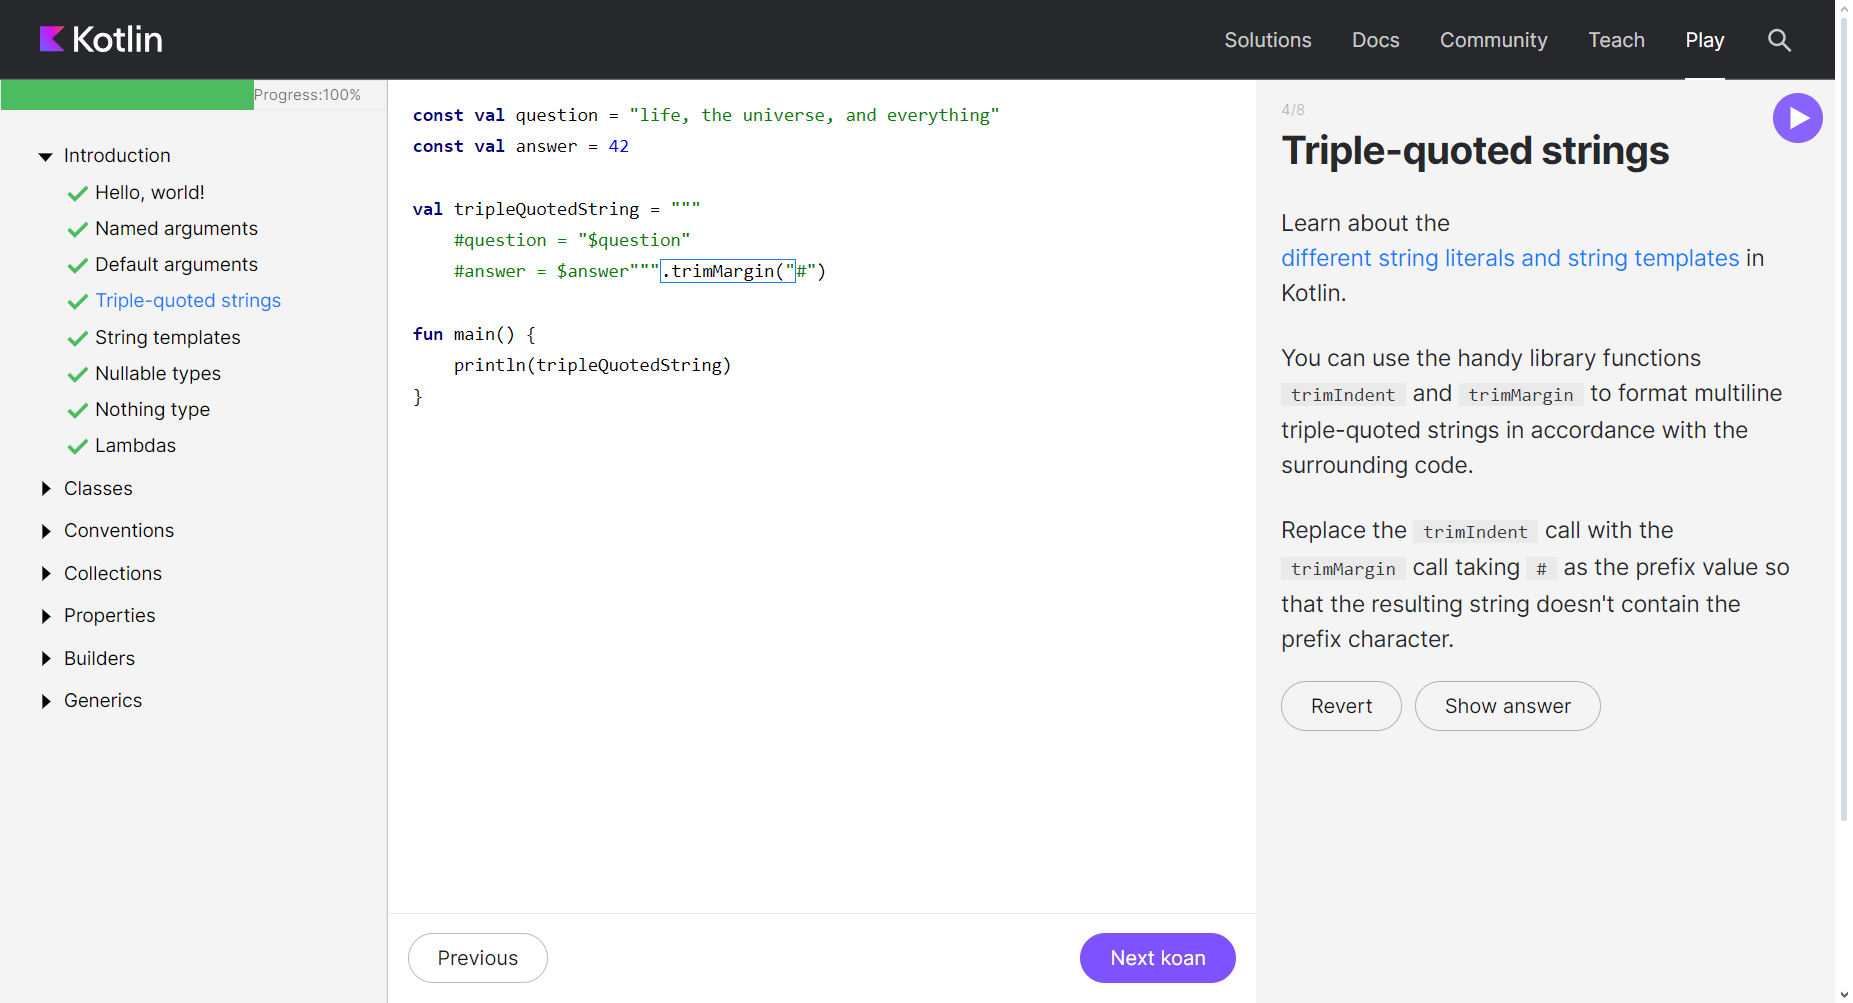 Kotlin
Solutions
Docs
Community
Teach
Play
Progress:100%
Introduction
Hello, world!
Named arguments
Default arguments
Triple-quoted strings
String templates
Nullable types
Nothing type
Lambdas
Classes
Conventions
Collections
Properties
Builders
Generics
const val question = "life, the universe, and everything"
const val answer = 42
val tripleQuotedString = """
    #question = "$question"
    #answer = $answer""".trimMargin("#")
fun main() {
    println(tripleQuotedString)
}
Previous
Next koan
4/8
Triple-quoted strings
Learn about the
different string literals and string templates in
Kotlin.
You can use the handy library functions
trimIndent and trimMargin to format multiline
triple-quoted strings in accordance with the
surrounding code.
Replace the trimIndent call with the
trimMargin call taking # as the prefix value so
that the resulting string doesn't contain the
prefix character.
Revert
Show answer